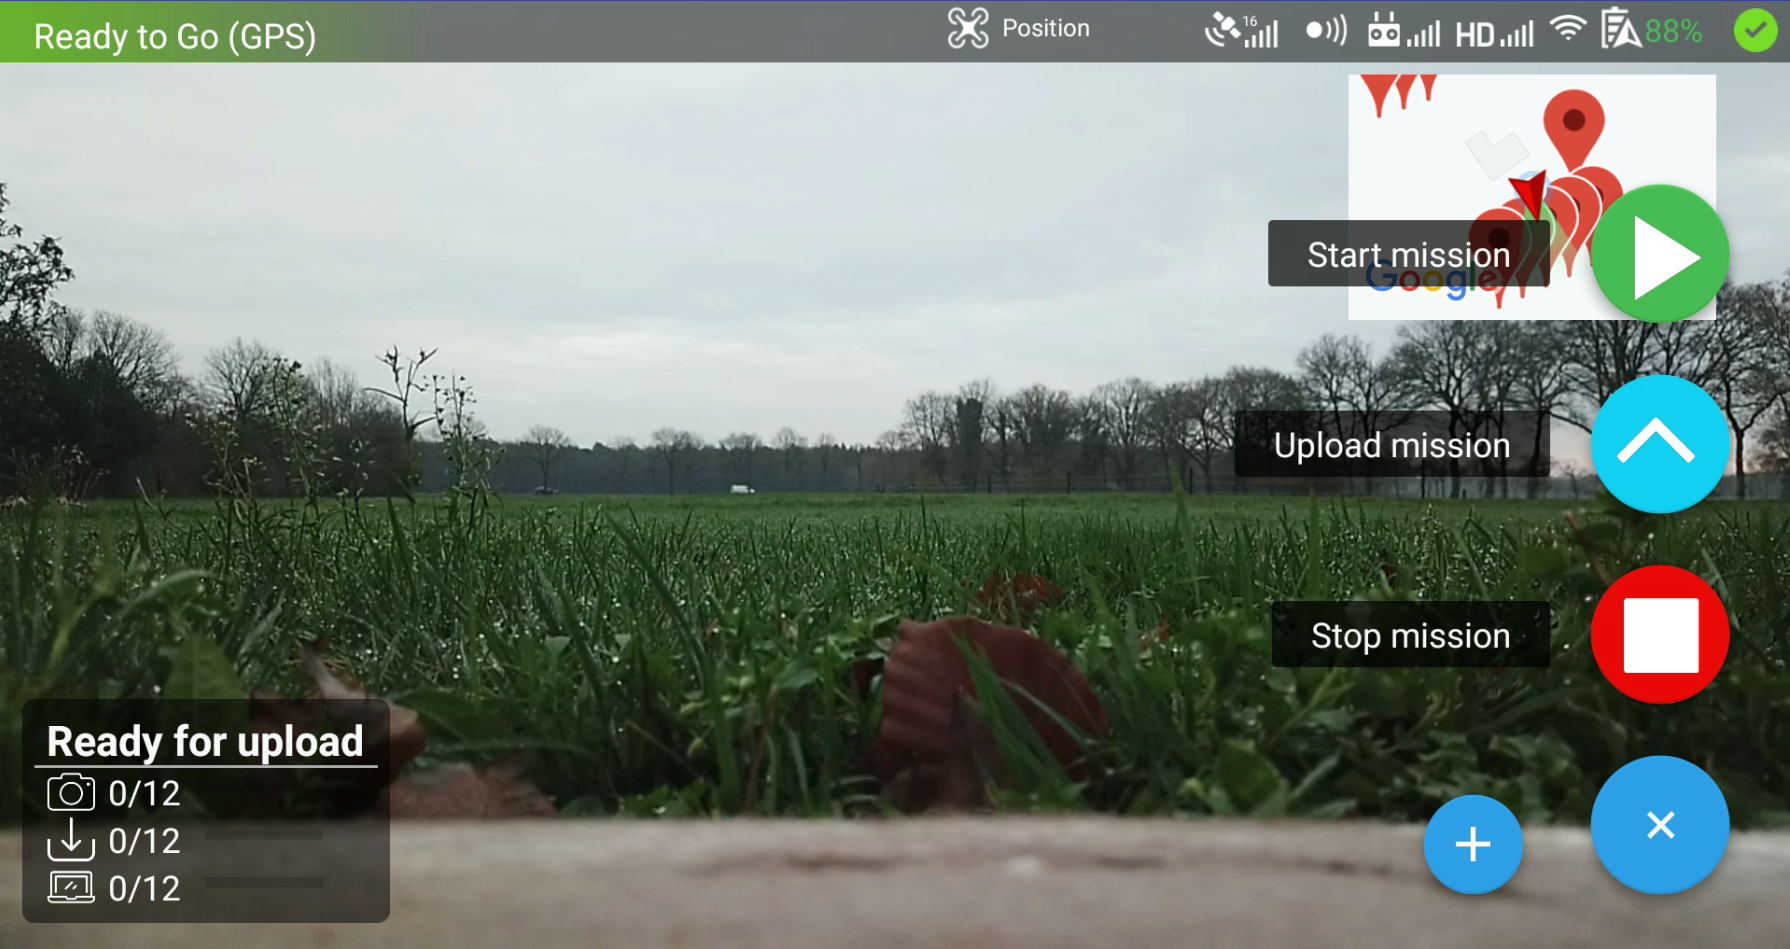 Ready to Go (GPS)
Position
16
HD
88%
Start mission
Google
Upload mission
Stop mission
Ready for upload
0/12
0/12
0/12